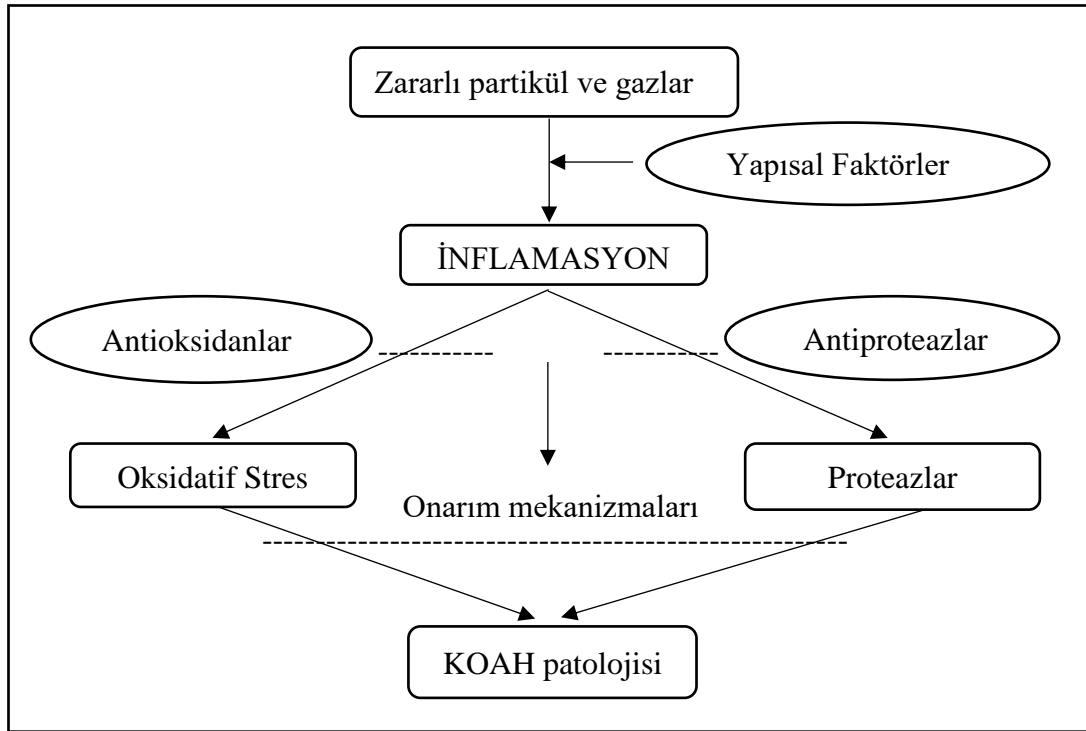 Zararlı partikül ve gazlar
Yapısal Faktörler
İNFLAMASYON
Antioksidanlar
Antiproteazlar
Oksidatif Stres
Proteazlar
Onarım mekanizmaları
KOAH patolojisi